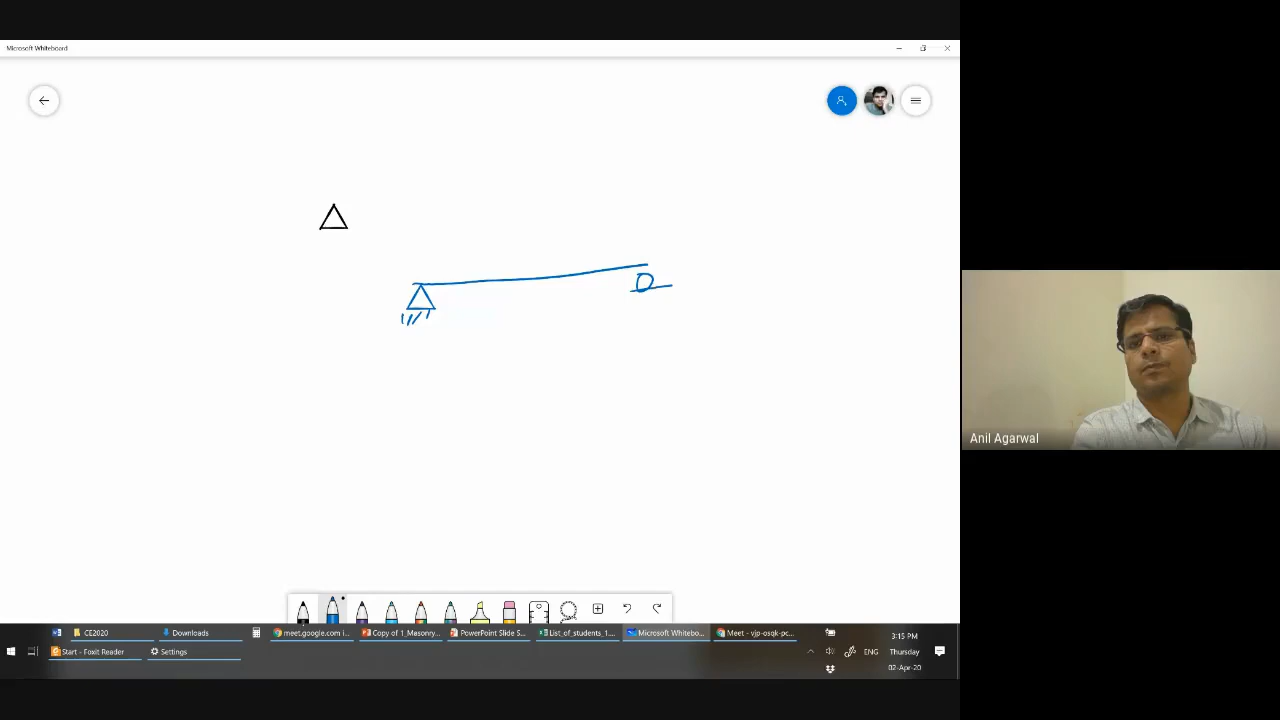 Microsoft Whiteboard
Anil Agarwal
CE2020
Downloads
meet.google.com i...
Copy of 1_Masonry...
PowerPoint Slide S...
List_of_students_1...
Microsoft Whitebo...
Meet - vjp-osqk-pc...
3:15 PM
Start - Foxit Reader
Settings
ENG
Thursday
02-Apr-20